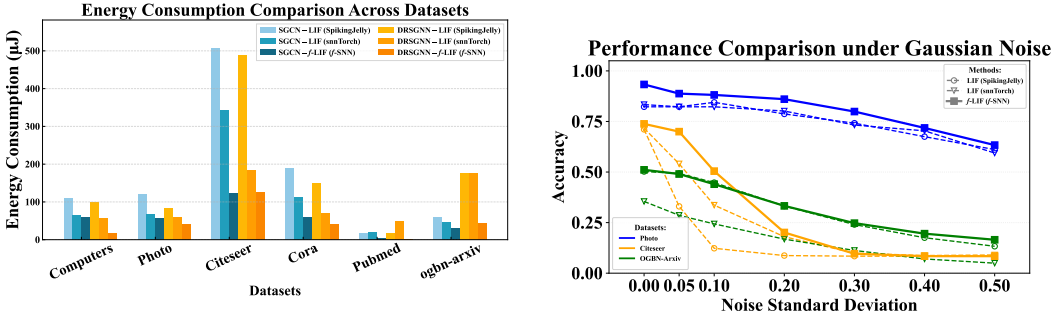 Energy Consumption Comparison Across Datasets
Energy Consumption (μJ)
500
400
300
200
100
0
SGCN−LIF (SpikingJelly)
SGCN−LIF (snnTorch)
SGCN−f-LIF (f-SNN)
DRSGNN−LIF (SpikingJelly)
DRSGNN−LIF (snnTorch)
DRSGNN−f-LIF (f-SNN)
Computers
Photo
Citeseer
Cora
Pubmed
ogbn-arxiv
Datasets
Performance Comparison under Gaussian Noise
Accuracy
1.00
0.75
0.50
0.25
0.00
Methods:
LIF (SpikingJelly)
LIF (snnTorch)
f-LIF (f-SNN)
Datasets:
Photo
Citeseer
OGBN-Arxiv
0.00 0.05 0.10 0.20 0.30 0.40 0.50
Noise Standard Deviation